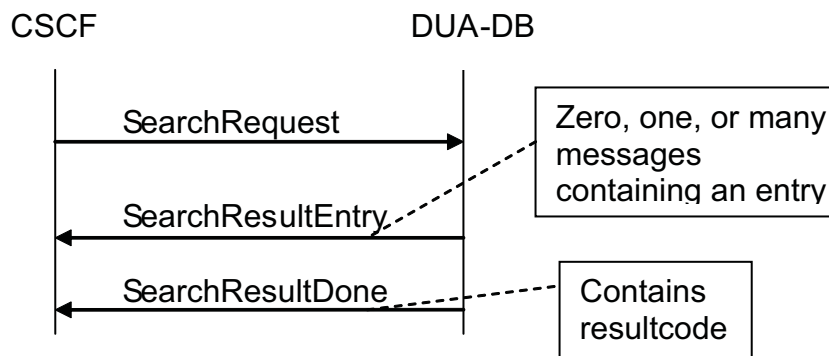 CSCF
DUA-DB
SearchRequest
Zero, one, or many
messages
containing an entry
SearchResultEntry
SearchResultDone
Contains
resultcode